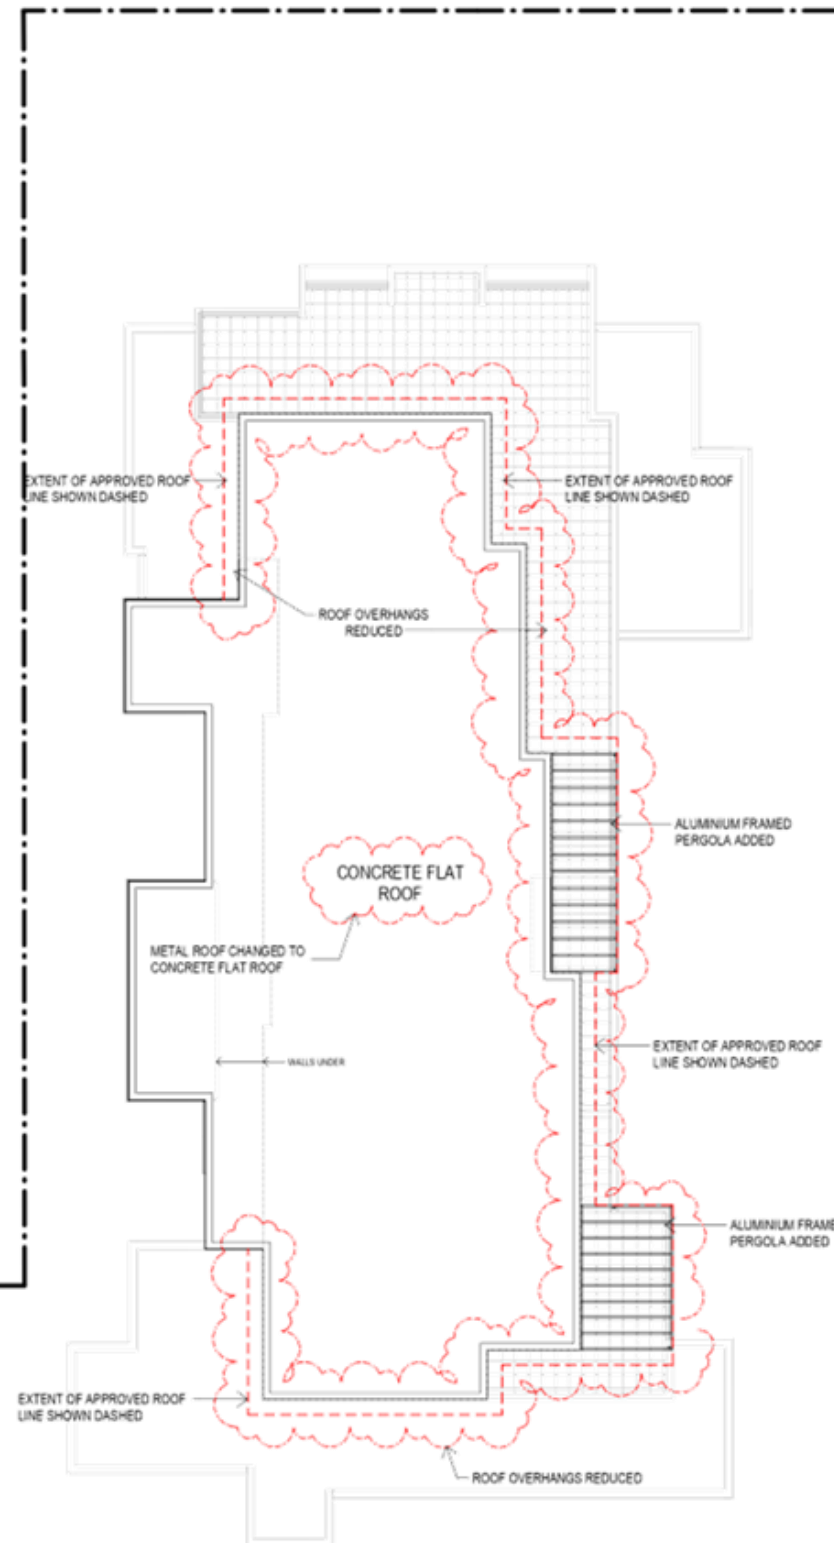 EXTENT OF APPROVED ROOF
LINE SHOWN DASHED
EXTENT OF APPROVED ROOF
LINE SHOWN DASHED
ROOF OVERHANGS
REDUCED
ALUMINIUM FRAMED
PERGOLA ADDED
CONCRETE FLAT
ROOF
METAL ROOF CHANGED TO
CONCRETE FLAT ROOF
EXTENT OF APPROVED ROOF
LINE SHOWN DASHED
WALLS UNDER
ALUMINIUM FRAME
PERGOLA ADDED
EXTENT OF APPROVED ROOF
LINE SHOWN DASHED
ROOF OVERHANGS REDUCED